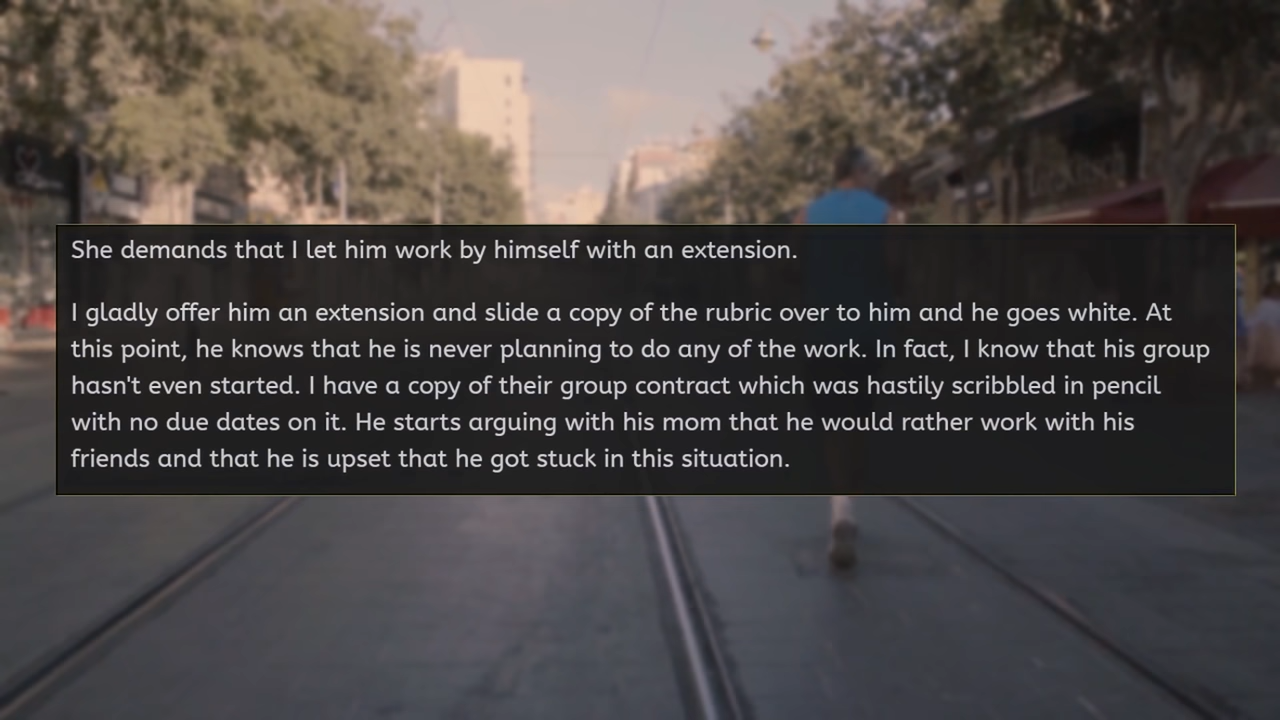 She demands that I let him work by himself with an extension.
I gladly offer him an extension and slide a copy of the rubric over to him and he goes white. At
this point, he knows that he is never planning to do any of the work. In fact, I know that his group
hasn't even started. I have a copy of their group contract which was hastily scribbled in pencil
with no due dates on it. He starts arguing with his mom that he would rather work with his
friends and that he is upset that he got stuck in this situation.